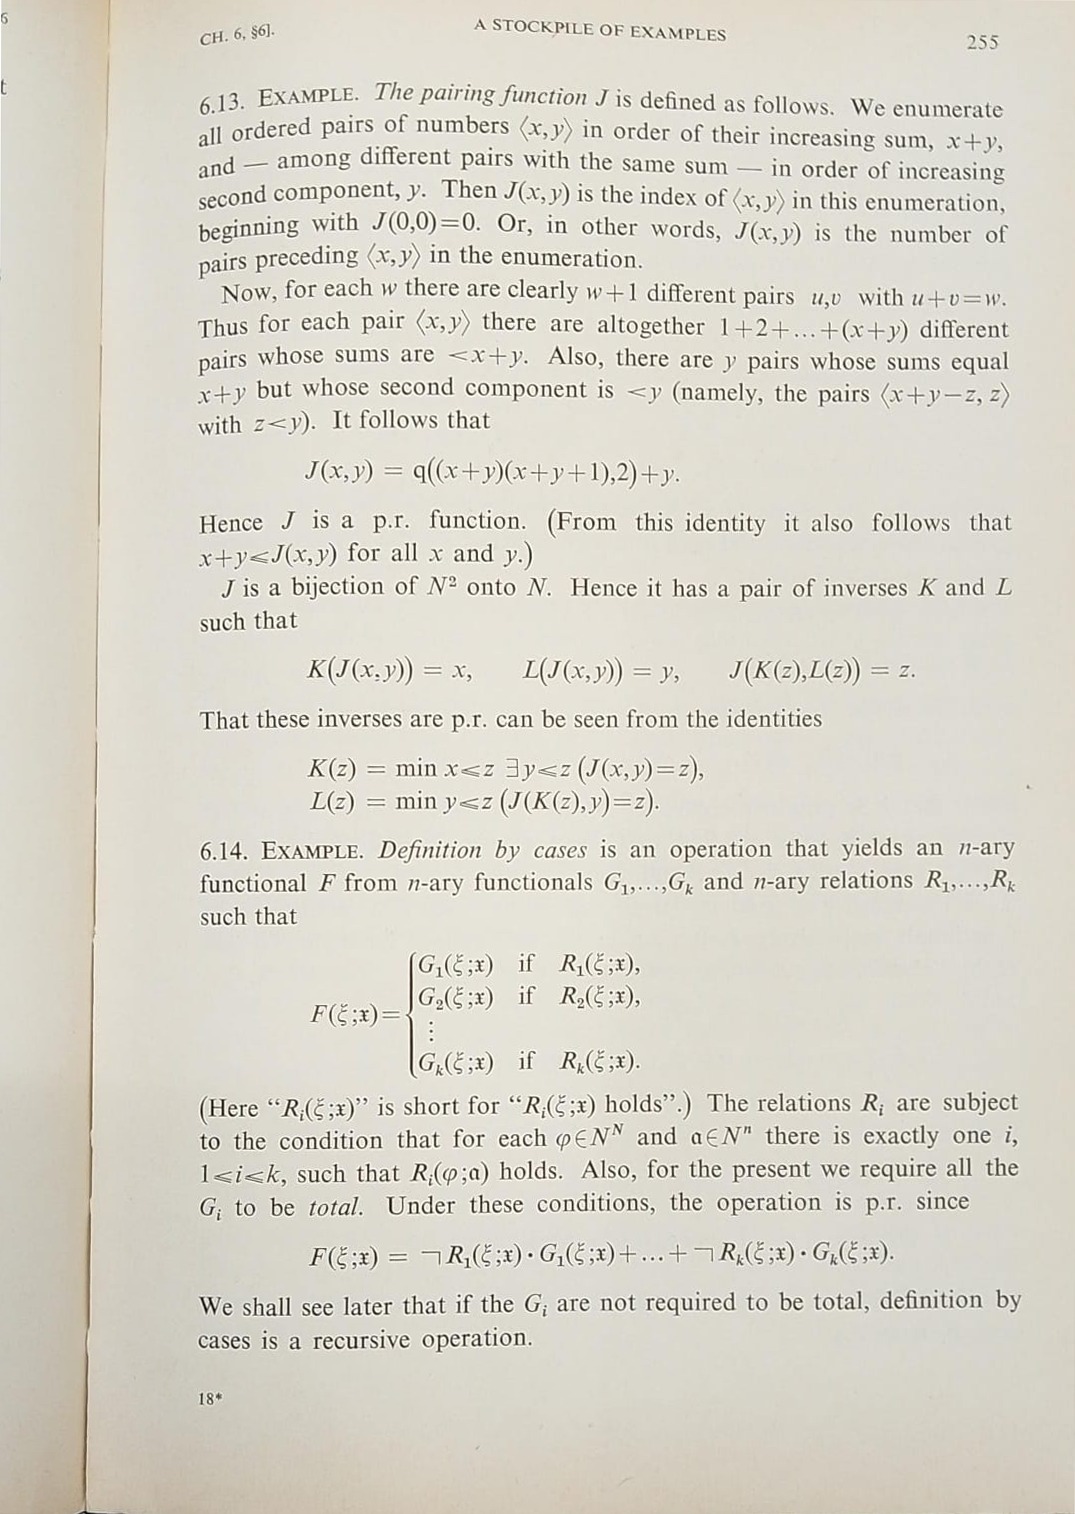 6
t
CH. 6, §6].
A STOCKPILE OF EXAMPLES
255
6.13. EXAMPLE. The pairing function J is defined as follows. We enumerate
all ordered pairs of numbers ⟨x,y⟩ in order of their increasing sum, x+y,
and — among different pairs with the same sum — in order of increasing
second component, y. Then J(x,y) is the index of ⟨x,y⟩ in this enumeration,
beginning with J(0,0)=0. Or, in other words, J(x,y) is the number of
pairs preceding ⟨x,y⟩ in the enumeration.
Now, for each w there are clearly w+1 different pairs u,v with u+v=w.
Thus for each pair ⟨x,y⟩ there are altogether 1+2+...+(x+y) different
pairs whose sums are <x+y. Also, there are y pairs whose sums equal
x+y but whose second component is <y (namely, the pairs ⟨x+y−z, z⟩
with z<y). It follows that
J(x,y) = q((x+y)(x+y+1),2)+y.
Hence J is a p.r. function. (From this identity it also follows that
x+y⩽J(x,y) for all x and y.)
J is a bijection of N² onto N. Hence it has a pair of inverses K and L
such that
K(J(x,y)) = x, L(J(x,y)) = y, J(K(z),L(z)) = z.
That these inverses are p.r. can be seen from the identities
K(z) = min x⩽z ∃y⩽z (J(x,y)=z),
L(z) = min y⩽z (J(K(z),y)=z).
6.14. EXAMPLE. Definition by cases is an operation that yields an n-ary
functional F from n-ary functionals G₁,...,Gₖ and n-ary relations R₁,...,Rₖ
such that
G₁(ξ;𝔵) if R₁(ξ;𝔵),
G₂(ξ;𝔵) if R₂(ξ;𝔵),
F(ξ;𝔵)=
⋮
Gₖ(ξ;𝔵) if Rₖ(ξ;𝔵).
(Here “Rᵢ(ξ;𝔵)” is short for “Rᵢ(ξ;𝔵) holds”.) The relations Rᵢ are subject
to the condition that for each φ∈Nᴺ and 𝔞∈Nⁿ there is exactly one i,
1⩽i⩽k, such that Rᵢ(φ;𝔞) holds. Also, for the present we require all the
Gᵢ to be total. Under these conditions, the operation is p.r. since
F(ξ;𝔵) = ¬R₁(ξ;𝔵)·G₁(ξ;𝔵)+...+¬Rₖ(ξ;𝔵)·Gₖ(ξ;𝔵).
We shall see later that if the Gᵢ are not required to be total, definition by
cases is a recursive operation.
18*